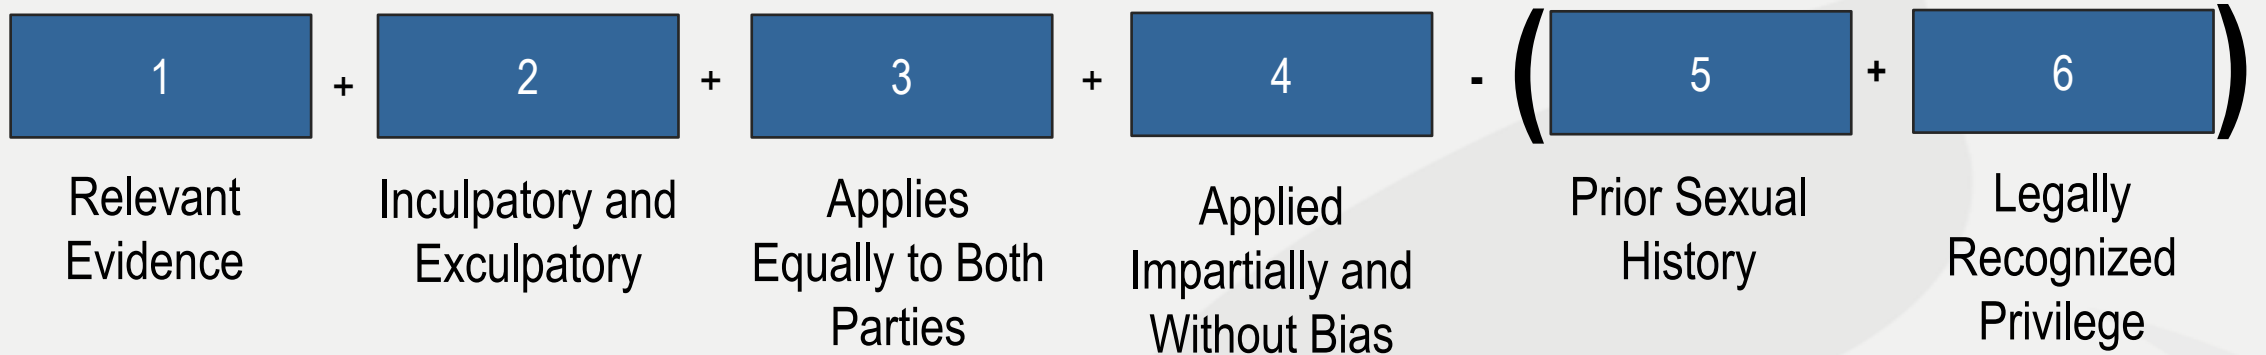 1 + 2 + 3 + 4 - ( 5 + 6 )
Relevant
Evidence
Inculpatory and
Exculpatory
Applies
Equally to Both
Parties
Applied
Impartially and
Without Bias
Prior Sexual
History
Legally
Recognized
Privilege